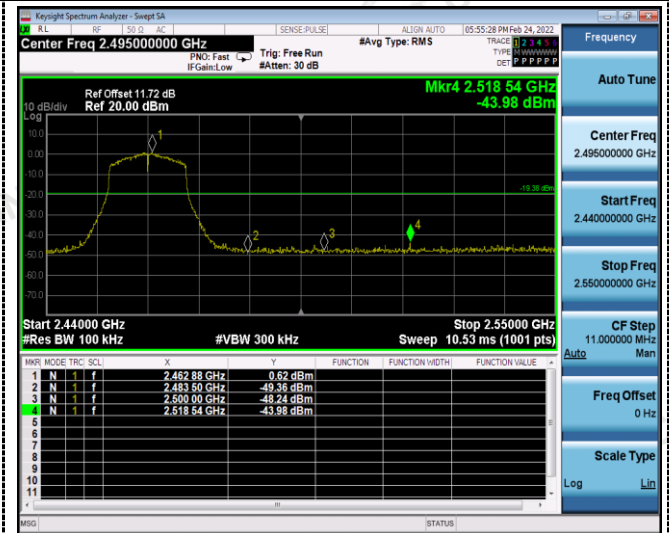 Keysight Spectrum Analyzer - Swept SA
RL RF 50 Ω AC SENSE:PULSE ALIGN AUTO 05:55:28 PM Feb 24, 2022
Center Freq 2.495000000 GHz #Avg Type: RMS TRACE 1 2 3 4 5 6
PNO: Fast Trig: Free Run TYPE M W W W W W
IFGain:Low #Atten: 30 dB DET P P P P P P
Frequency
Auto Tune
Center Freq
2.495000000 GHz
Start Freq
2.440000000 GHz
Stop Freq
2.550000000 GHz
CF Step
11.000000 MHz
Auto Man
Freq Offset
0 Hz
Scale Type
Log Lin
Mkr4 2.518 54 GHz
-43.98 dBm
Ref Offset 11.72 dB
10 dB/div Ref 20.00 dBm
Log
10.0
0.00
-10.0
-20.0
-30.0
-40.0
-50.0
-60.0
-70.0
1
-19.38 dBm
2
3
4
Start 2.44000 GHz Stop 2.55000 GHz
#Res BW 100 kHz #VBW 300 kHz Sweep 10.53 ms (1001 pts)
MKR MODE TRC SCL X Y FUNCTION FUNCTION WIDTH FUNCTION VALUE
1 N 1 f 2.462 88 GHz 0.62 dBm
2 N 1 f 2.483 50 GHz -49.36 dBm
3 N 1 f 2.500 00 GHz -48.24 dBm
4 N 1 f 2.518 54 GHz -43.98 dBm
5
6
7
8
9
10
11
MSG STATUS